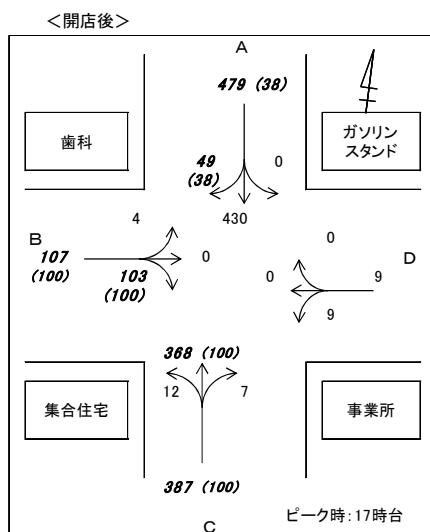 <開店後>
A
479 (38)
歯科
ガソリン
スタンド
49
(38)
0
4
430
0
B
107
(100)
103
(100)
0
0
9
D
9
368 (100)
12
7
集合住宅
事業所
387 (100)
ピーク時:17時台
C